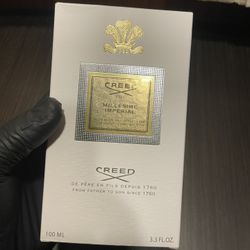 CREED
MILLESIME
IMPERIAL
CREED
DE PÈRE EN FILS DEPUIS 1760
FROM FATHER TO SON SINCE 1760
100 ML
3.3 FL.OZ.